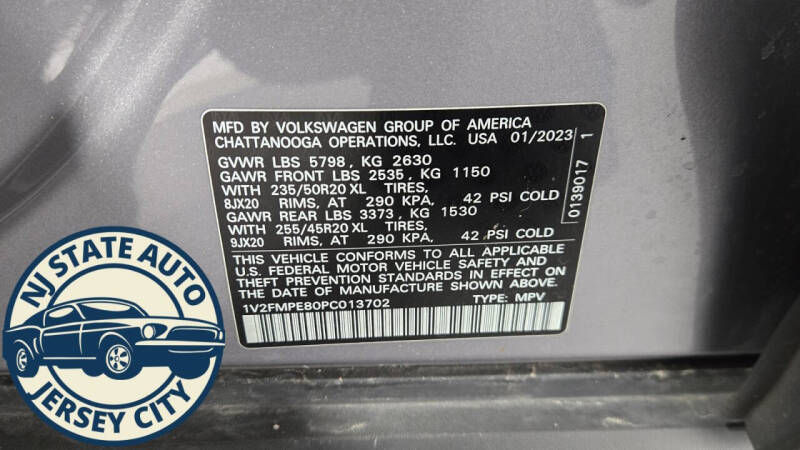 MFD BY VOLKSWAGEN GROUP OF AMERICA
CHATTANOOGA OPERATIONS, LLC. USA 01/2023
GVWR LBS 5798, KG 2630
GAWR FRONT LBS 2535, KG 1150
WITH 235/50R20 XL TIRES,
8JX20 RIMS, AT 290 KPA, 42 PSI COLD
GAWR REAR LBS 3373, KG 1530
WITH 255/45R20 XL TIRES,
9JX20 RIMS, AT 290 KPA, 42 PSI COLD
THIS VEHICLE CONFORMS TO ALL APPLICABLE
U.S. FEDERAL MOTOR VEHICLE SAFETY AND
THEFT PREVENTION STANDARDS IN EFFECT ON
THE DATE OF MANUFACTURE SHOWN ABOVE.
1V2FMPE80PC013702 TYPE: MPV
0139017 1
NJ STATE AUTO
JERSEY CITY